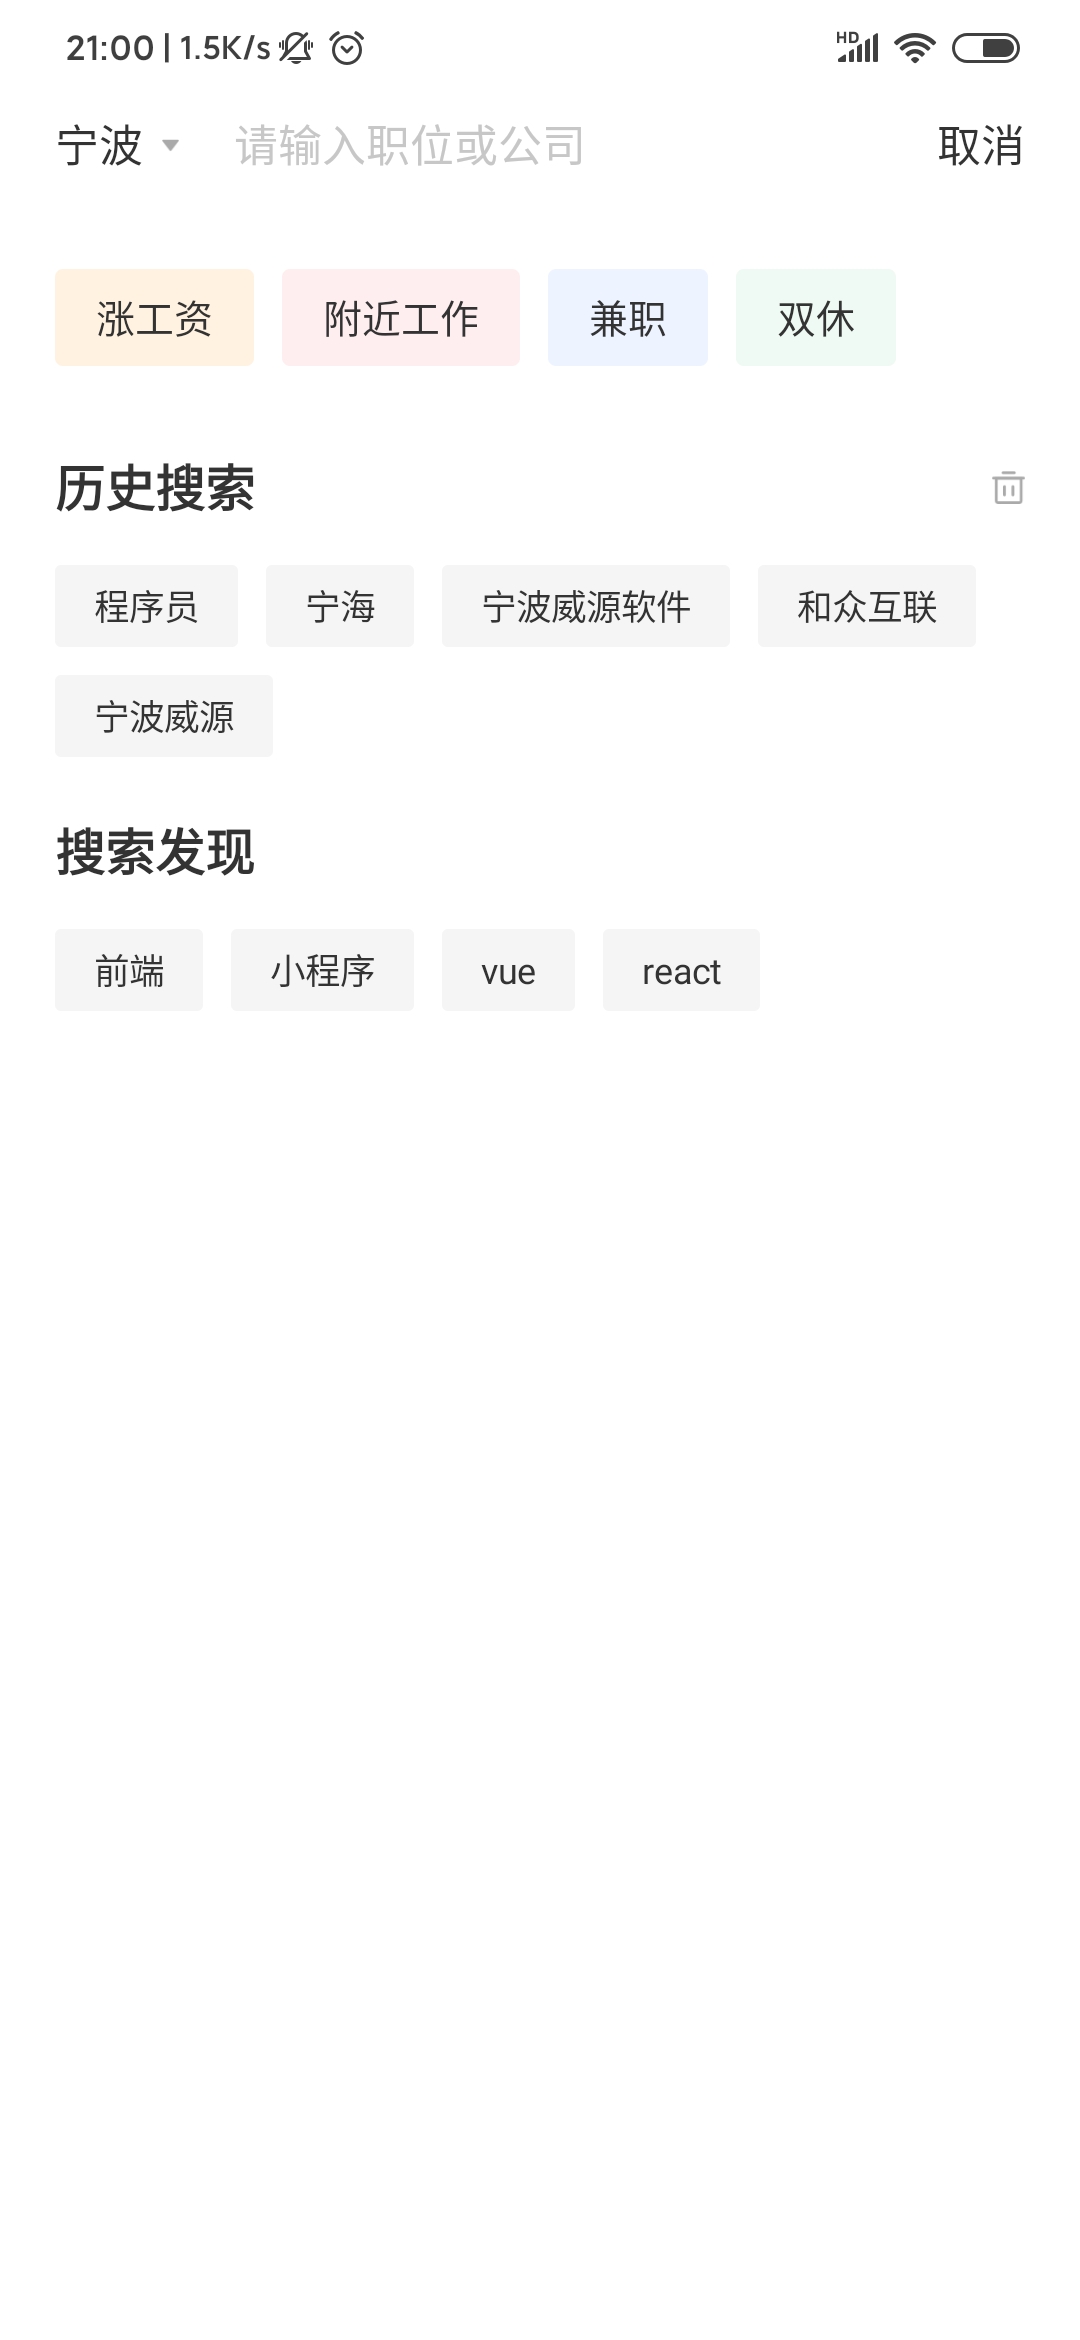 21:00 | 1.5K/s HD
宁波 请输入职位或公司 取消
涨工资 附近工作 兼职 双休
历史搜索
程序员 宁海 宁波威源软件 和众互联
宁波威源
搜索发现
前端 小程序 vue react